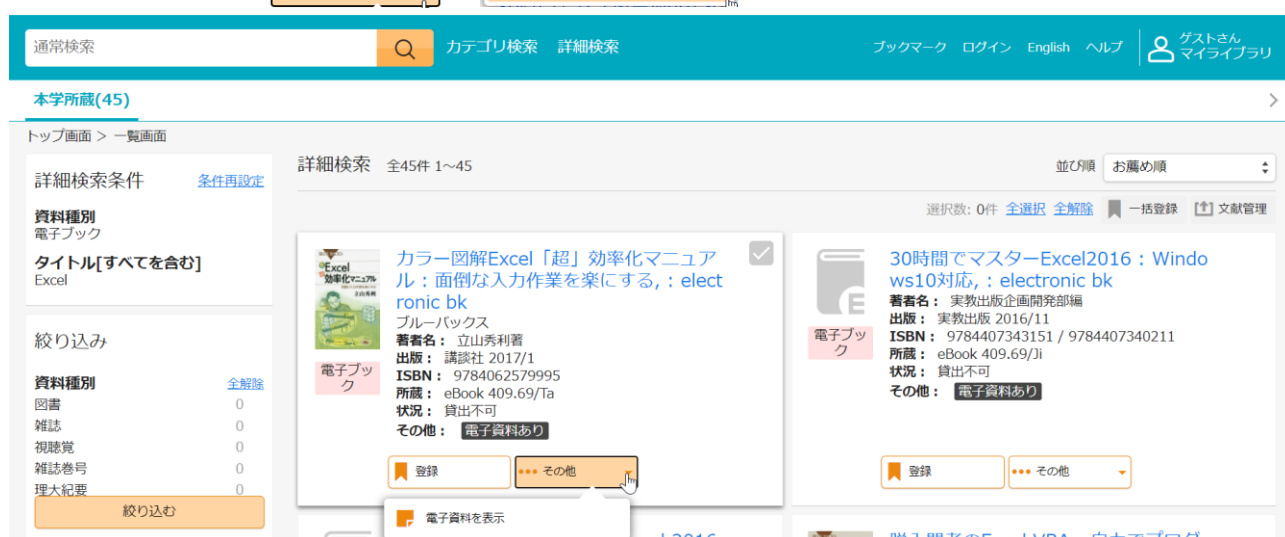 通常検索
カテゴリ検索 詳細検索
ブックマーク ログイン English ヘルプ
ゲストさん
マイライブラリ
本学所蔵(45)
トップ画面 > 一覧画面
詳細検索条件 条件再設定
資料種別
電子ブック
タイトル[すべてを含む]
Excel
絞り込み
資料種別 全解除
図書 0
雑誌 0
視聴覚 0
雑誌巻号 0
理大紀要 0
絞り込む
詳細検索 全45件 1~45
並び順 お薦め順
選択数: 0件 全選択 全解除 一括登録 文献管理
Excel
効率化マニュアル
立山秀利
電子ブッ
ク
カラー図解Excel「超」効率化マニュア
ル:面倒な入力作業を楽にする,: elect
ronic bk
ブルーバックス
著者名: 立山秀利著
出版: 講談社 2017/1
ISBN: 9784062579995
所蔵: eBook 409.69/Ta
状況: 貸出不可
その他: 電子資料あり
登録 ••• その他
電子資料を表示
E
電子ブッ
ク
30時間でマスターExcel2016:Windo
ws10対応,: electronic bk
著者名: 実教出版企画開発部編
出版: 実教出版 2016/11
ISBN: 9784407343151 / 9784407340211
所蔵: eBook 409.69/Ji
状況: 貸出不可
その他: 電子資料あり
登録 ••• その他